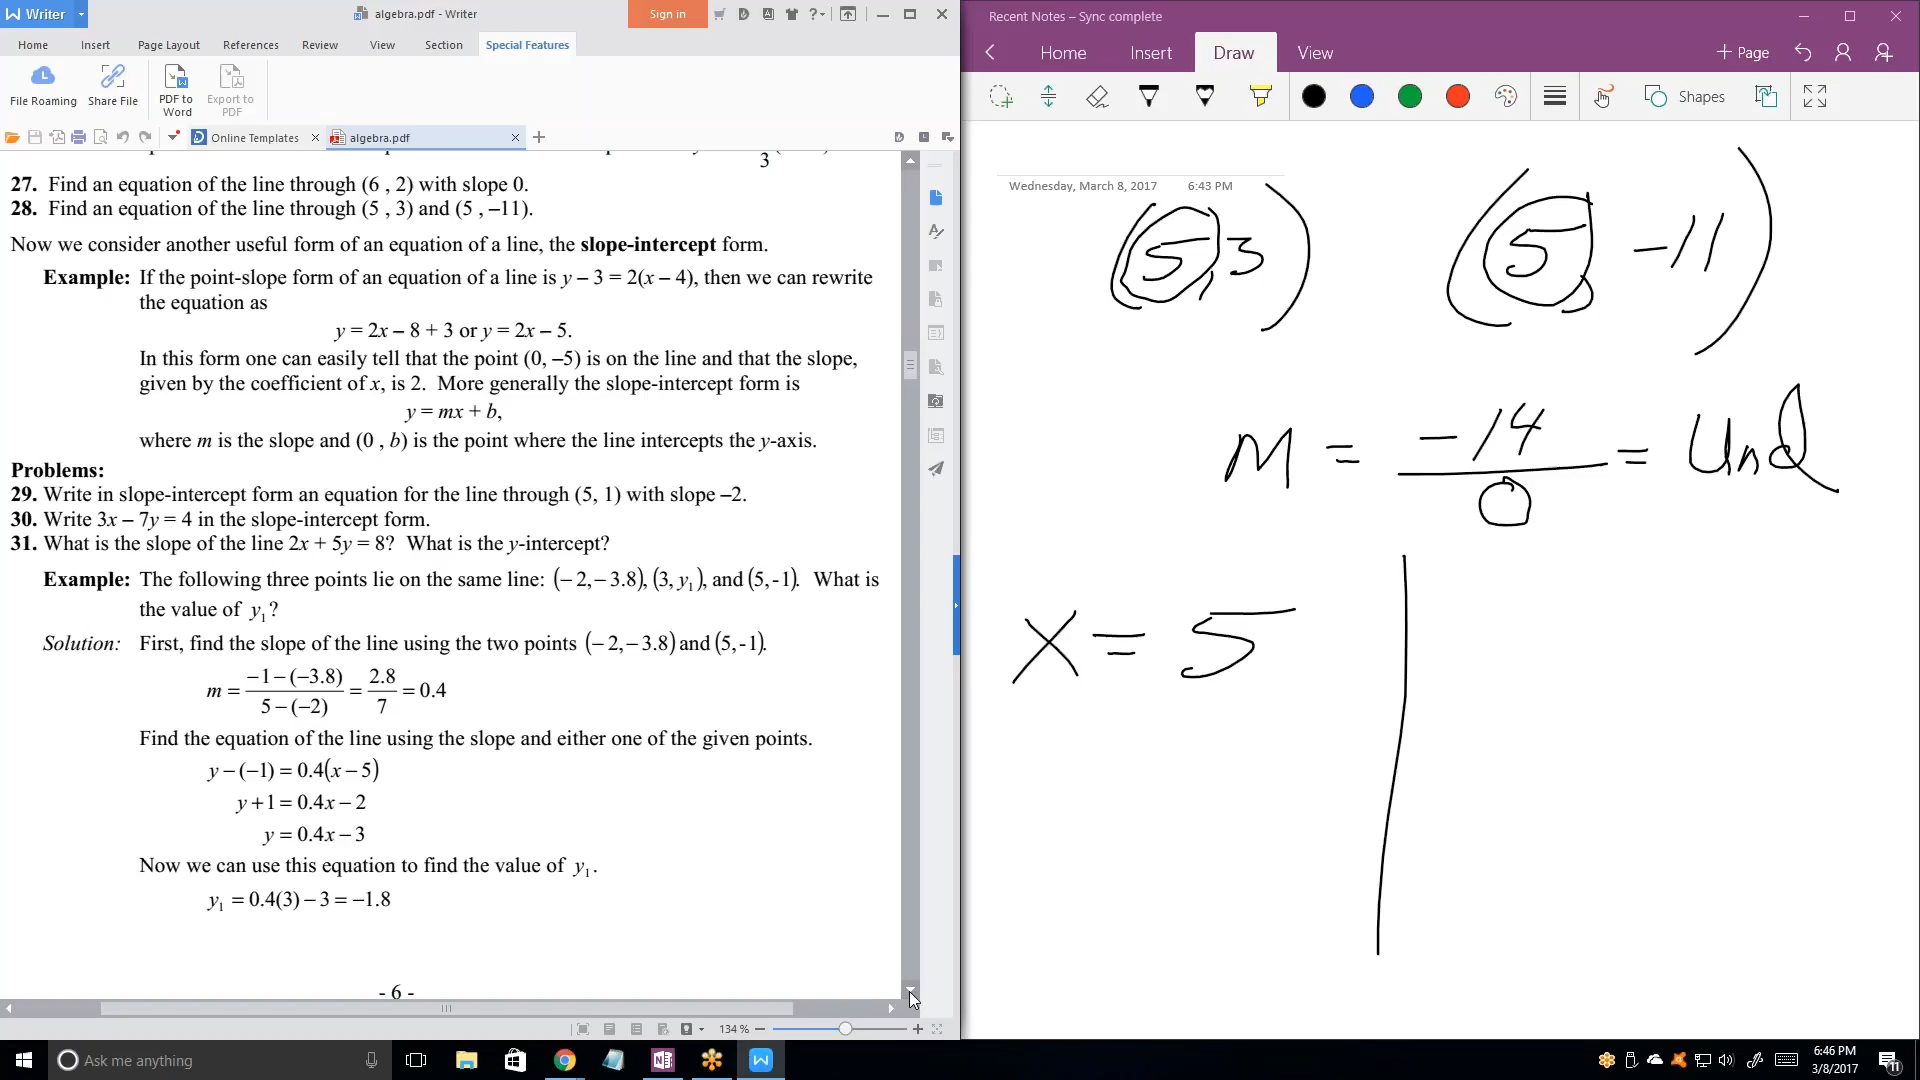 Writer
algebra.pdf - Writer
Sign in
Home Insert Page Layout References Review View Section Special Features
File Roaming Share File PDF to Word Export to PDF
Online Templates algebra.pdf
3
27. Find an equation of the line through (6 , 2) with slope 0.
28. Find an equation of the line through (5 , 3) and (5 , –11).
Now we consider another useful form of an equation of a line, the slope-intercept form.
Example: If the point-slope form of an equation of a line is y – 3 = 2(x – 4), then we can rewrite
the equation as
y = 2x – 8 + 3 or y = 2x – 5.
In this form one can easily tell that the point (0, –5) is on the line and that the slope,
given by the coefficient of x, is 2. More generally the slope-intercept form is
y = mx + b,
where m is the slope and (0 , b) is the point where the line intercepts the y-axis.
Problems:
29. Write in slope-intercept form an equation for the line through (5, 1) with slope –2.
30. Write 3x – 7y = 4 in the slope-intercept form.
31. What is the slope of the line 2x + 5y = 8? What is the y-intercept?
Example: The following three points lie on the same line: (– 2,– 3.8), (3, y₁), and (5,-1). What is
the value of y₁?
Solution: First, find the slope of the line using the two points (– 2,– 3.8) and (5,-1).
m = −1−(−3.8) / 5−(−2) = 2.8 / 7 = 0.4
Find the equation of the line using the slope and either one of the given points.
y−(−1) = 0.4(x−5)
y+1 = 0.4x−2
y = 0.4x−3
Now we can use this equation to find the value of y₁.
y₁ = 0.4(3)−3 = −1.8
- 6 -
134 %
Recent Notes – Sync complete
Home Insert Draw View
Page
Shapes
Wednesday, March 8, 2017 6:43 PM
(5, 3) (5, -11)
M = -14 / 0 = Und
X = 5
Ask me anything
6:46 PM
3/8/2017
11